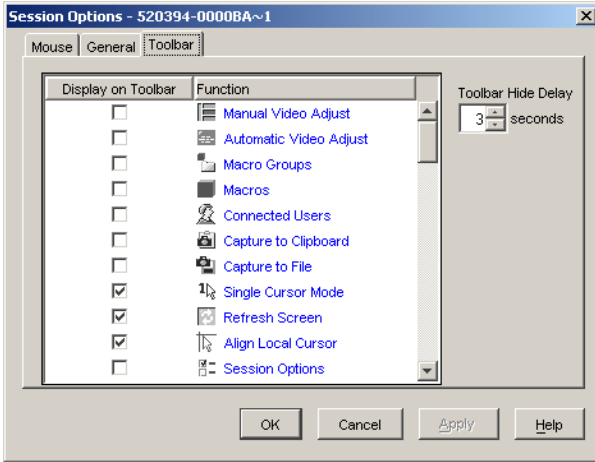 Session Options - 520394-0000BA~1
Mouse General Toolbar
Display on Toolbar Function
Toolbar Hide Delay
3 seconds
Manual Video Adjust
Automatic Video Adjust
Macro Groups
Macros
Connected Users
Capture to Clipboard
Capture to File
1 Single Cursor Mode
Refresh Screen
Align Local Cursor
Session Options
OK Cancel Apply Help